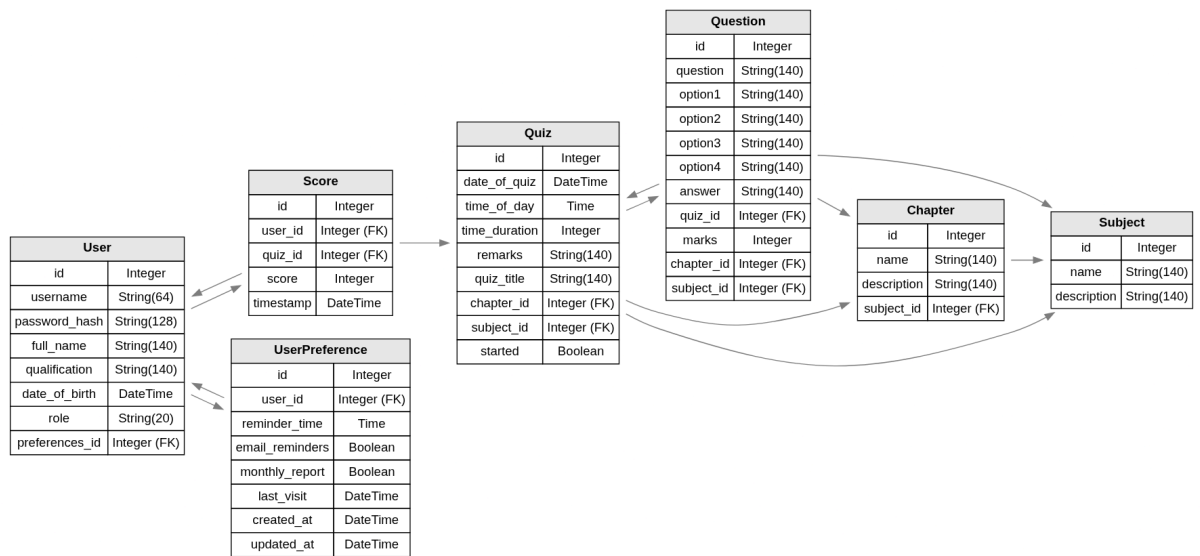 User
id Integer
username String(64)
password_hash String(128)
full_name String(140)
qualification String(140)
date_of_birth DateTime
role String(20)
preferences_id Integer (FK)
Score
id Integer
user_id Integer (FK)
quiz_id Integer (FK)
score Integer
timestamp DateTime
UserPreference
id Integer
user_id Integer (FK)
reminder_time Time
email_reminders Boolean
monthly_report Boolean
last_visit DateTime
created_at DateTime
updated_at DateTime
Quiz
id Integer
date_of_quiz DateTime
time_of_day Time
time_duration Integer
remarks String(140)
quiz_title String(140)
chapter_id Integer (FK)
subject_id Integer (FK)
started Boolean
Question
id Integer
question String(140)
option1 String(140)
option2 String(140)
option3 String(140)
option4 String(140)
answer String(140)
quiz_id Integer (FK)
marks Integer
chapter_id Integer (FK)
subject_id Integer (FK)
Chapter
id Integer
name String(140)
description String(140)
subject_id Integer (FK)
Subject
id Integer
name String(140)
description String(140)